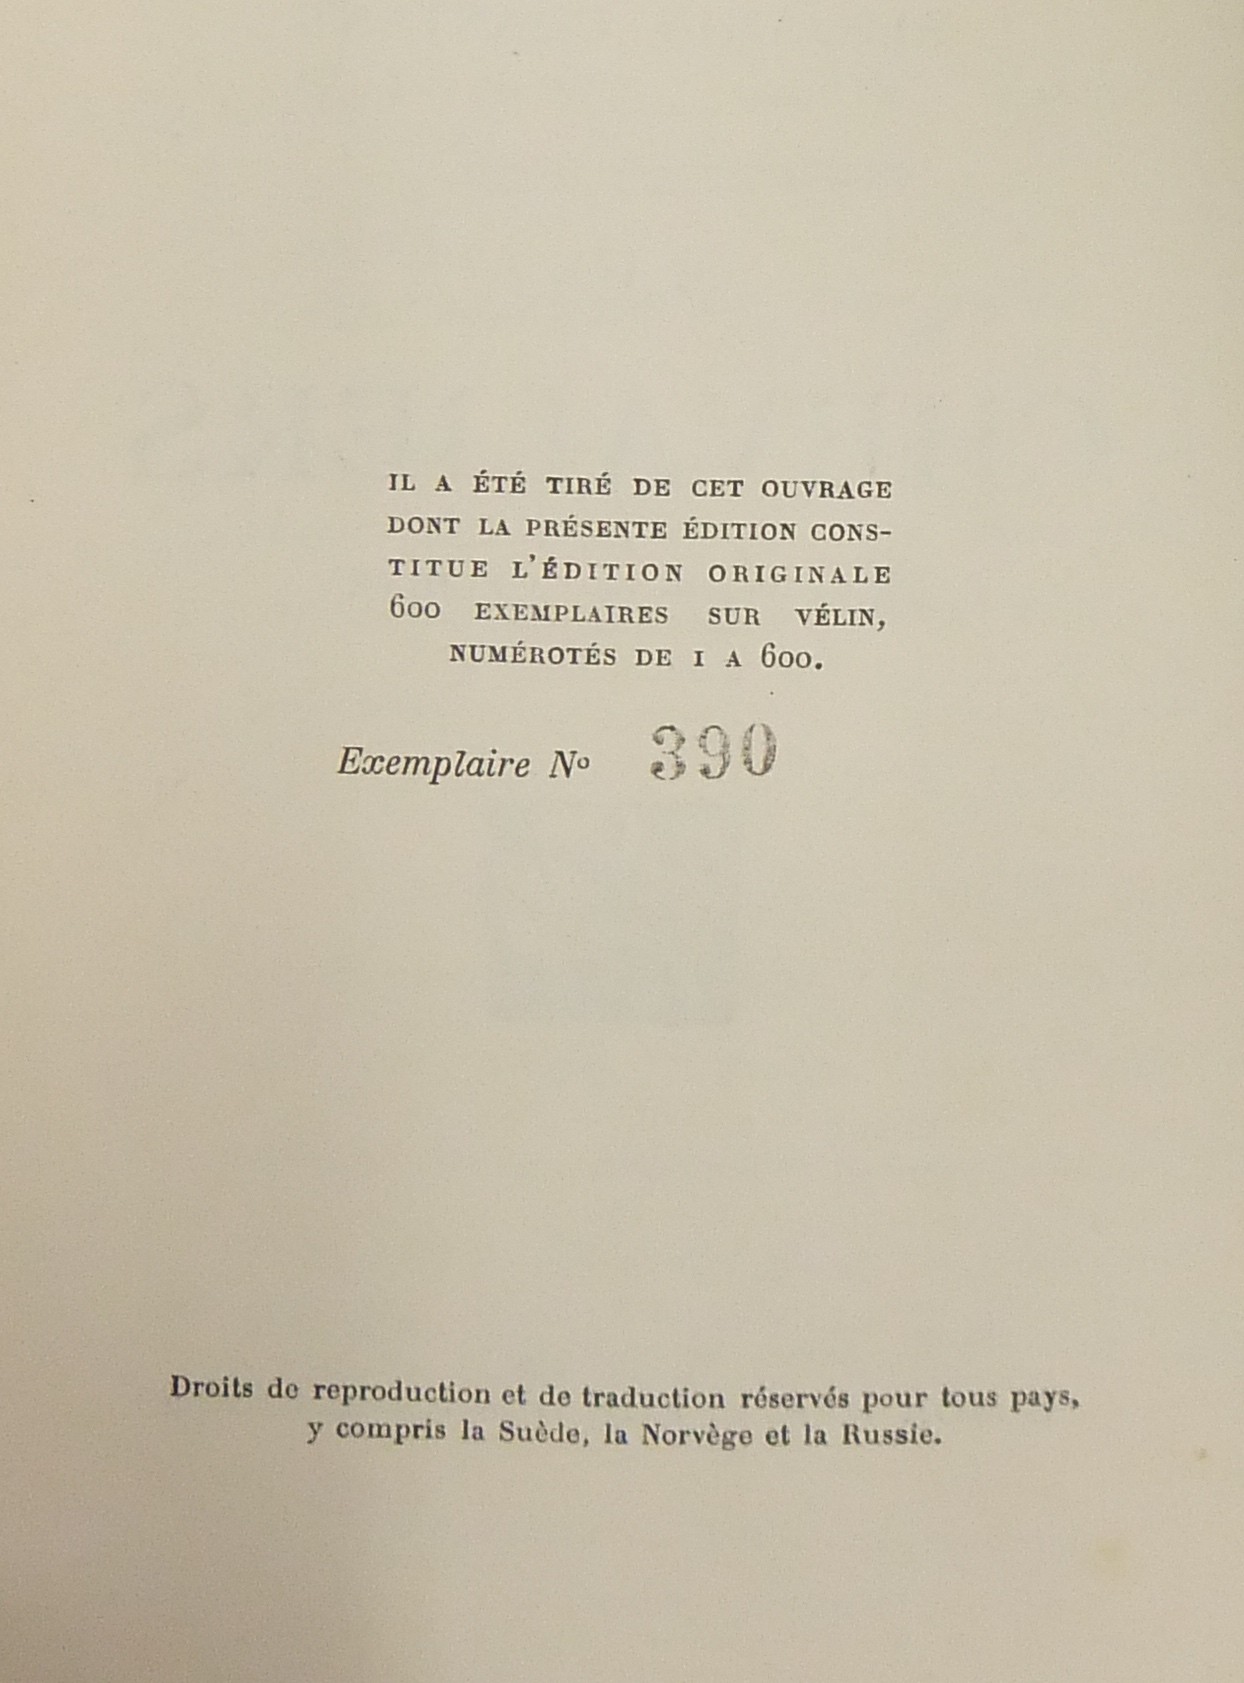 IL A ÉTÉ TIRÉ DE CET OUVRAGE
DONT LA PRÉSENTE ÉDITION CONS-
TITUE L'ÉDITION ORIGINALE
600 EXEMPLAIRES SUR VÉLIN,
NUMÉROTÉS DE 1 A 600.
Exemplaire Nº 390
Droits de reproduction et de traduction réservés pour tous pays,
y compris la Suède, la Norvège et la Russie.